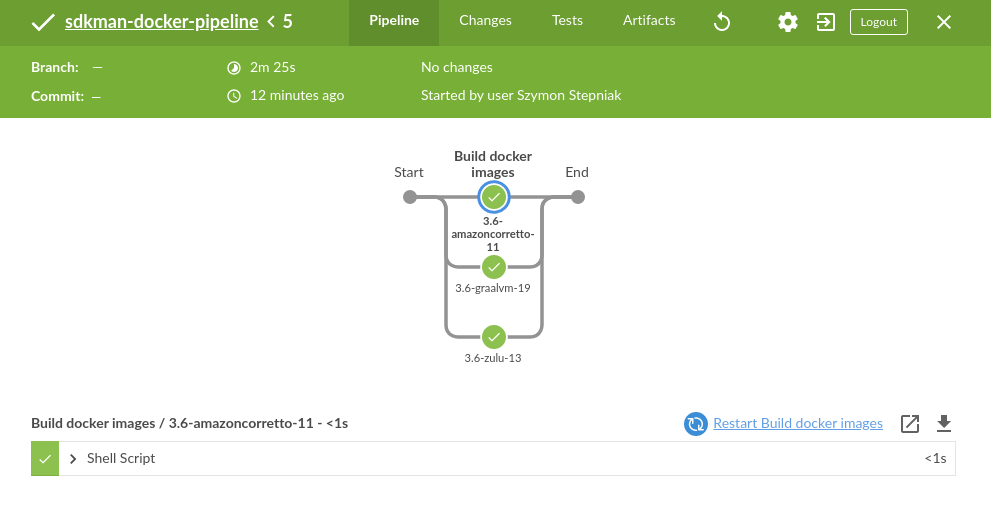 sdkman-docker-pipeline < 5
Pipeline
Changes
Tests
Artifacts
Logout
Branch: —
2m 25s
No changes
Commit: —
12 minutes ago
Started by user Szymon Stepniak
Start
Build docker
images
End
3.6-
amazoncorretto-
11
3.6-graalvm-19
3.6-zulu-13
Build docker images / 3.6-amazoncorretto-11 - <1s
Restart Build docker images
Shell Script
<1s